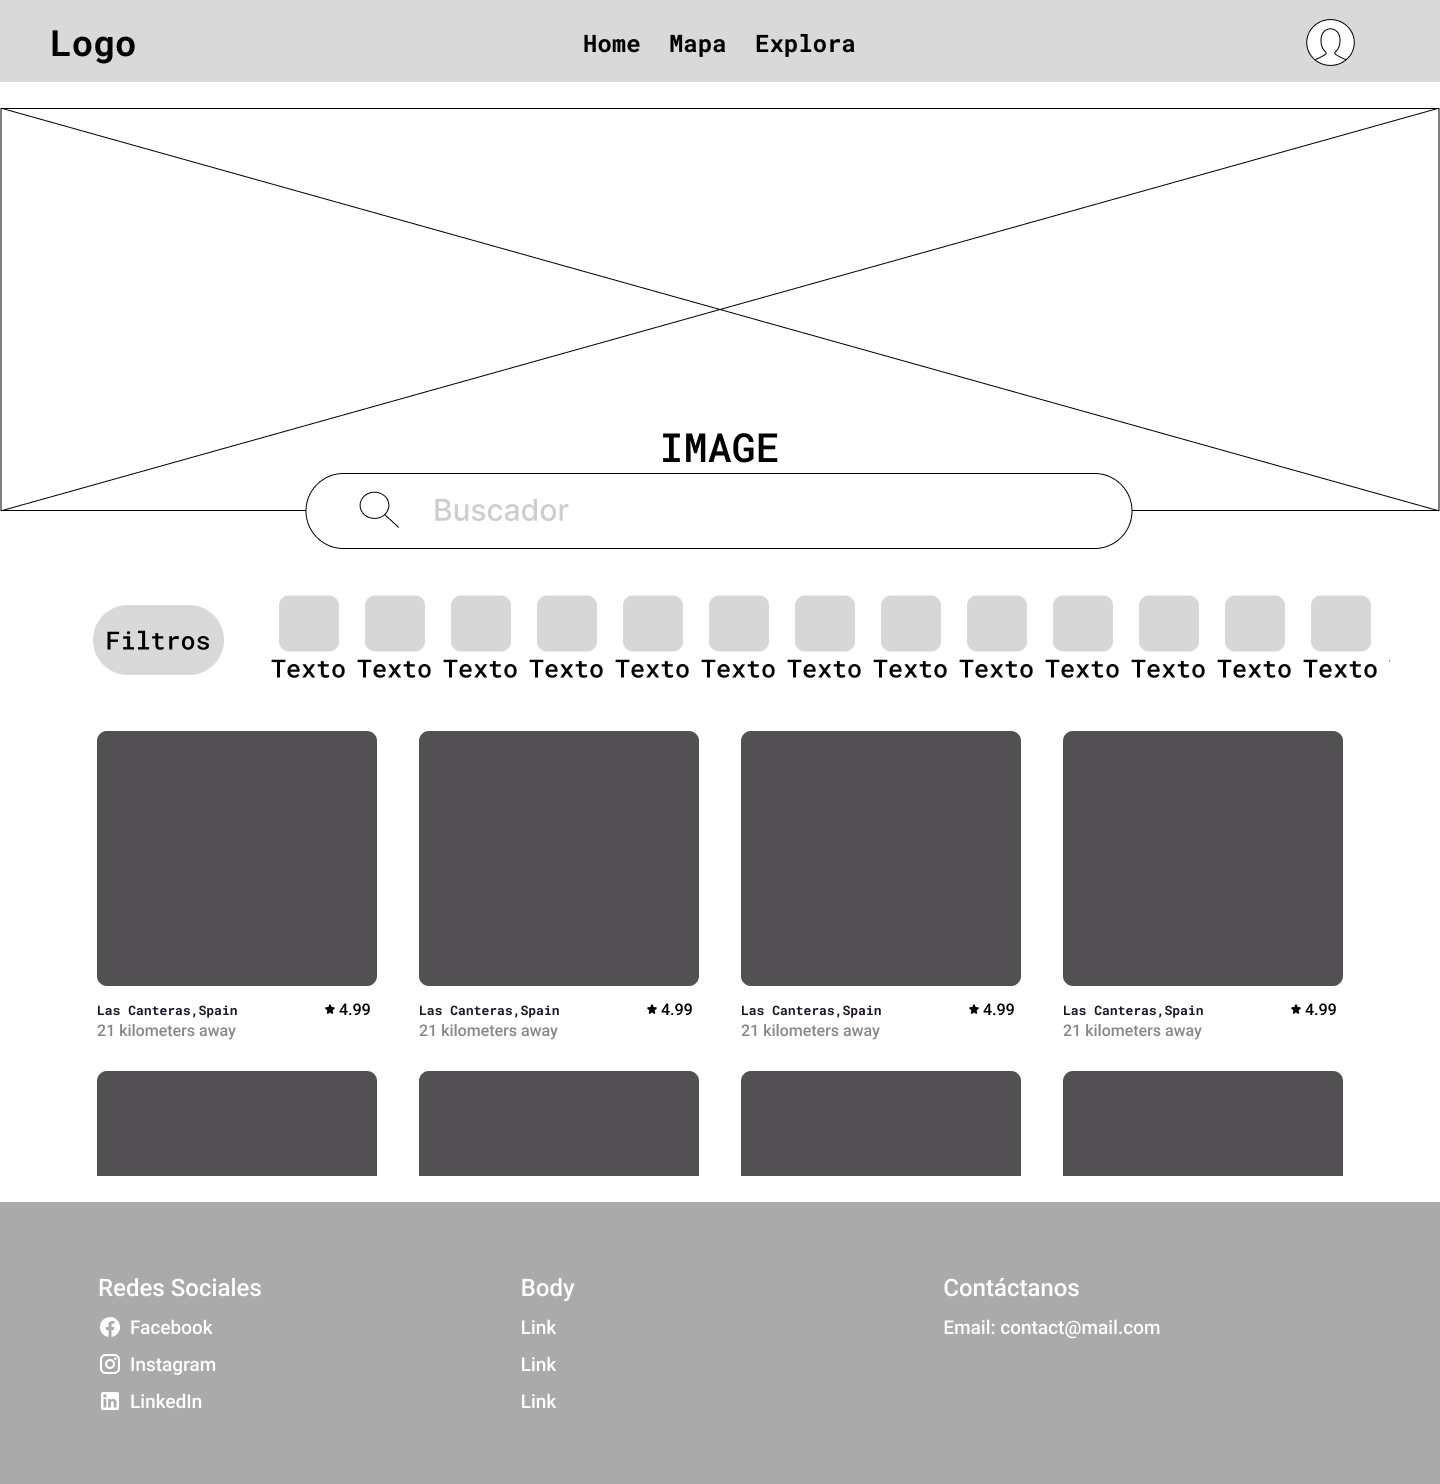 Logo
Home Mapa Explora
IMAGE
Buscador
Filtros
Texto Texto Texto Texto Texto Texto Texto Texto Texto Texto Texto Texto Texto
Las Canteras,Spain 4.99 Las Canteras,Spain 4.99 Las Canteras,Spain 4.99 Las Canteras,Spain 4.99
21 kilometers away 21 kilometers away 21 kilometers away 21 kilometers away
Redes Sociales
Facebook
Instagram
LinkedIn
Body
Link
Link
Link
Contáctanos
Email: contact@mail.com